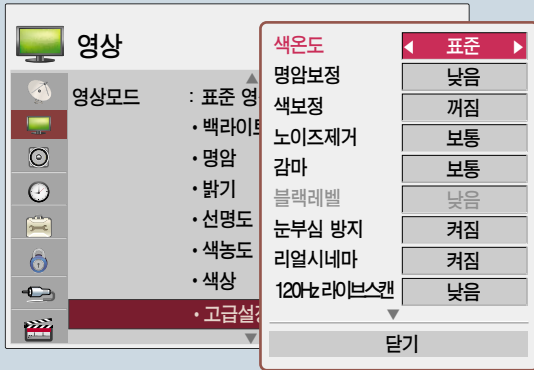 영상
영상모드 : 표준 영
•백라이트
•명암
•밝기
•선명도
•색농도
•색상
•고급설정
색온도 표준
명암보정 낮음
색보정 꺼짐
노이즈제거 보통
감마 보통
블랙레벨 낮음
눈부심 방지 켜짐
리얼시네마 켜짐
120Hz 라이브스캔 낮음
닫기